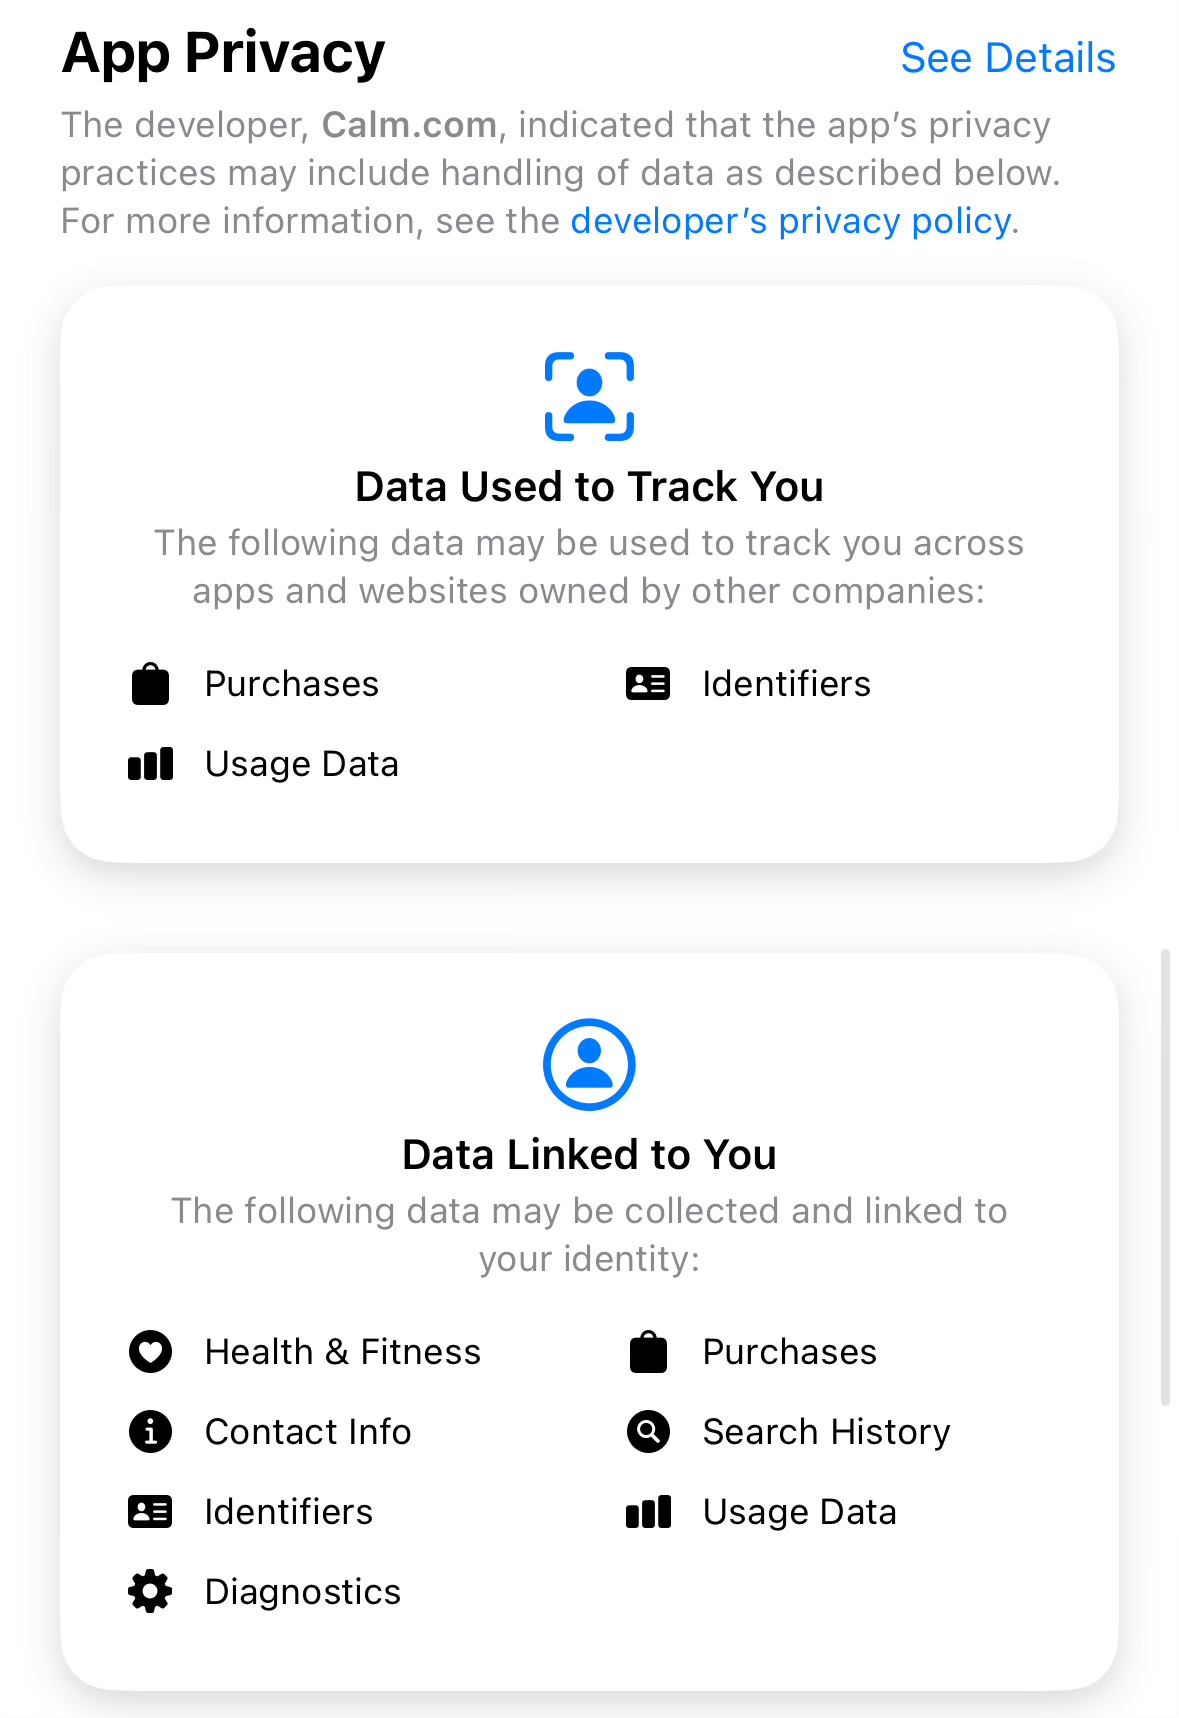 App Privacy
See Details
The developer, Calm.com, indicated that the app’s privacy
practices may include handling of data as described below.
For more information, see the developer’s privacy policy.
Data Used to Track You
The following data may be used to track you across
apps and websites owned by other companies:
Purchases
Identifiers
Usage Data
Data Linked to You
The following data may be collected and linked to
your identity:
Health & Fitness
Purchases
Contact Info
Search History
Identifiers
Usage Data
Diagnostics